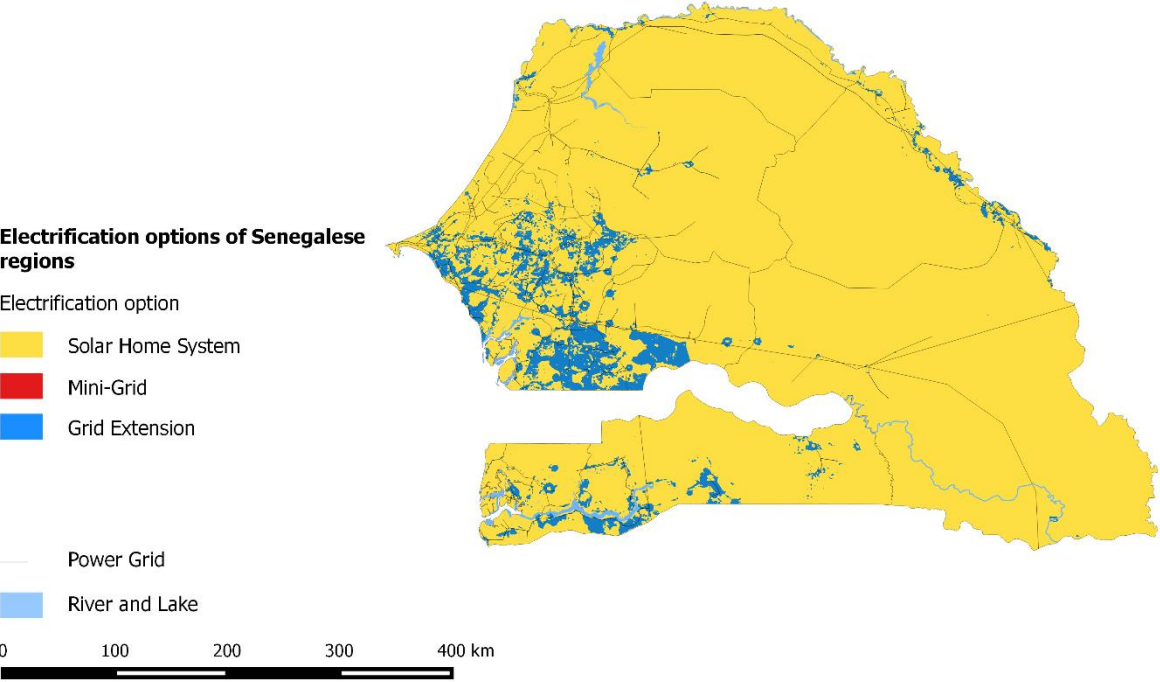 Electrification options of Senegalese
regions
Electrification option
Solar Home System
Mini-Grid
Grid Extension
Power Grid
River and Lake
0 100 200 300 400 km